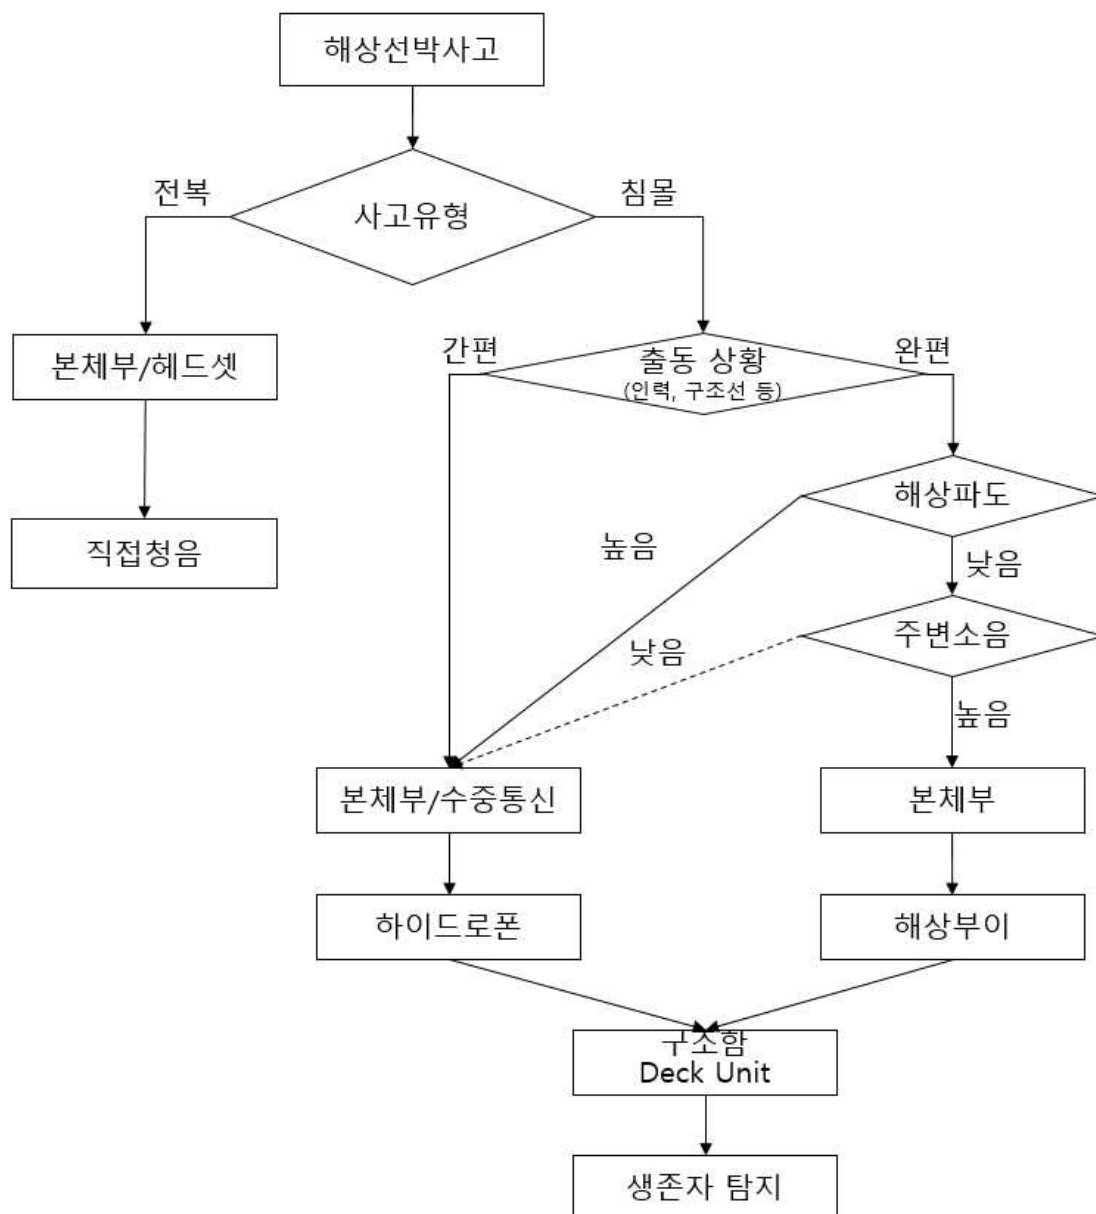 해상선박사고
전복
침몰
사고유형
본체부/헤드셋
간편
출동 상황
(인력, 구조선 등)
완편
해상파도
직접청음
높음
낮음
주변소음
낮음
높음
본체부/수중통신
본체부
하이드로폰
해상부이
구조함
Deck Unit
생존자 탐지